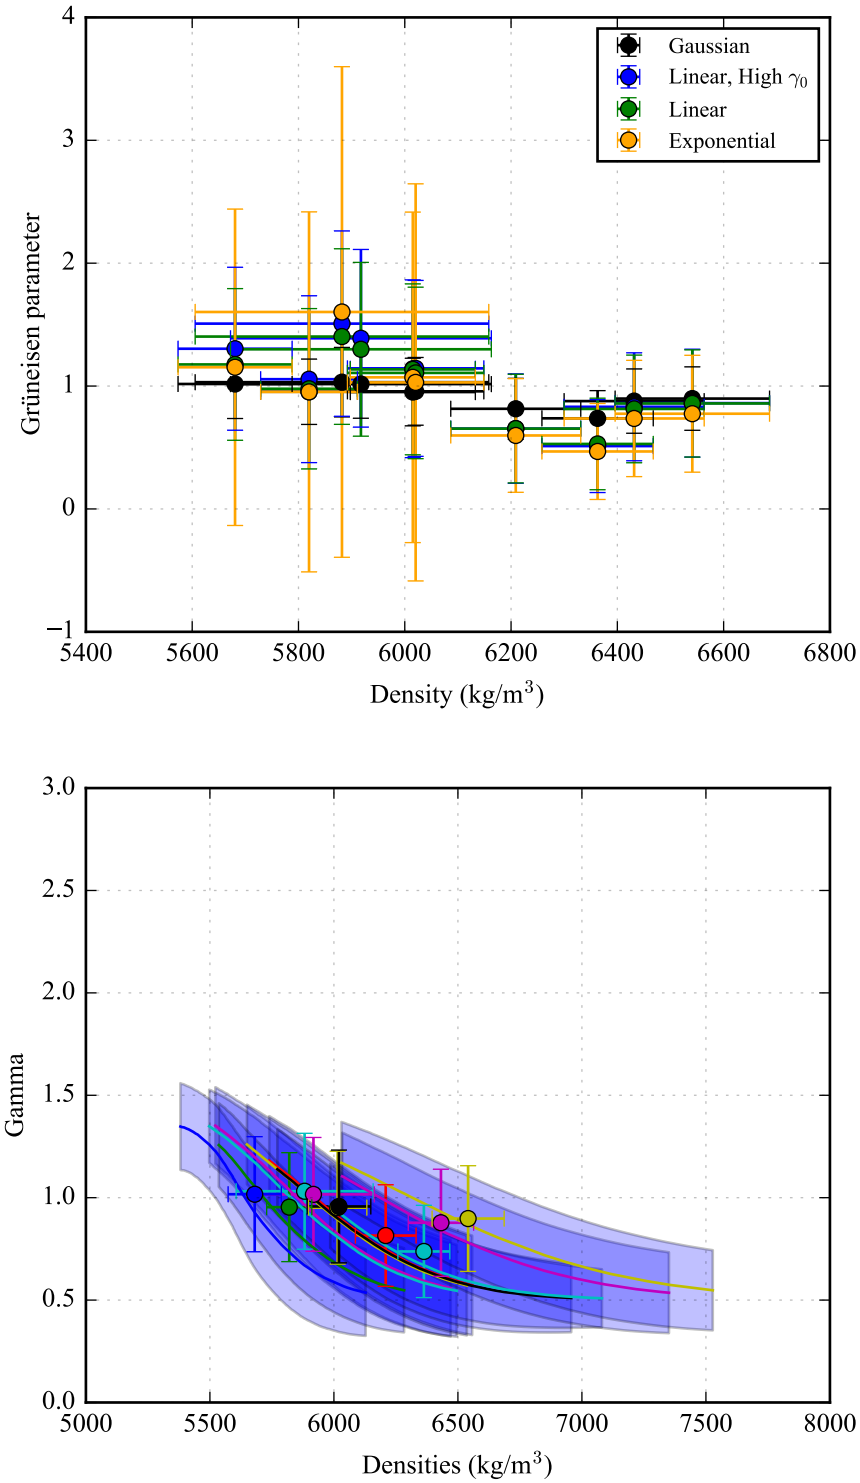 4
3
2
1
0
−1
Grüneisen parameter
Gaussian
Linear, High γ₀
Linear
Exponential
5400 5600 5800 6000 6200 6400 6600 6800
Density (kg/m³)
3.0
2.5
2.0
1.5
1.0
0.5
0.0
Gamma
5000 5500 6000 6500 7000 7500 8000
Densities (kg/m³)